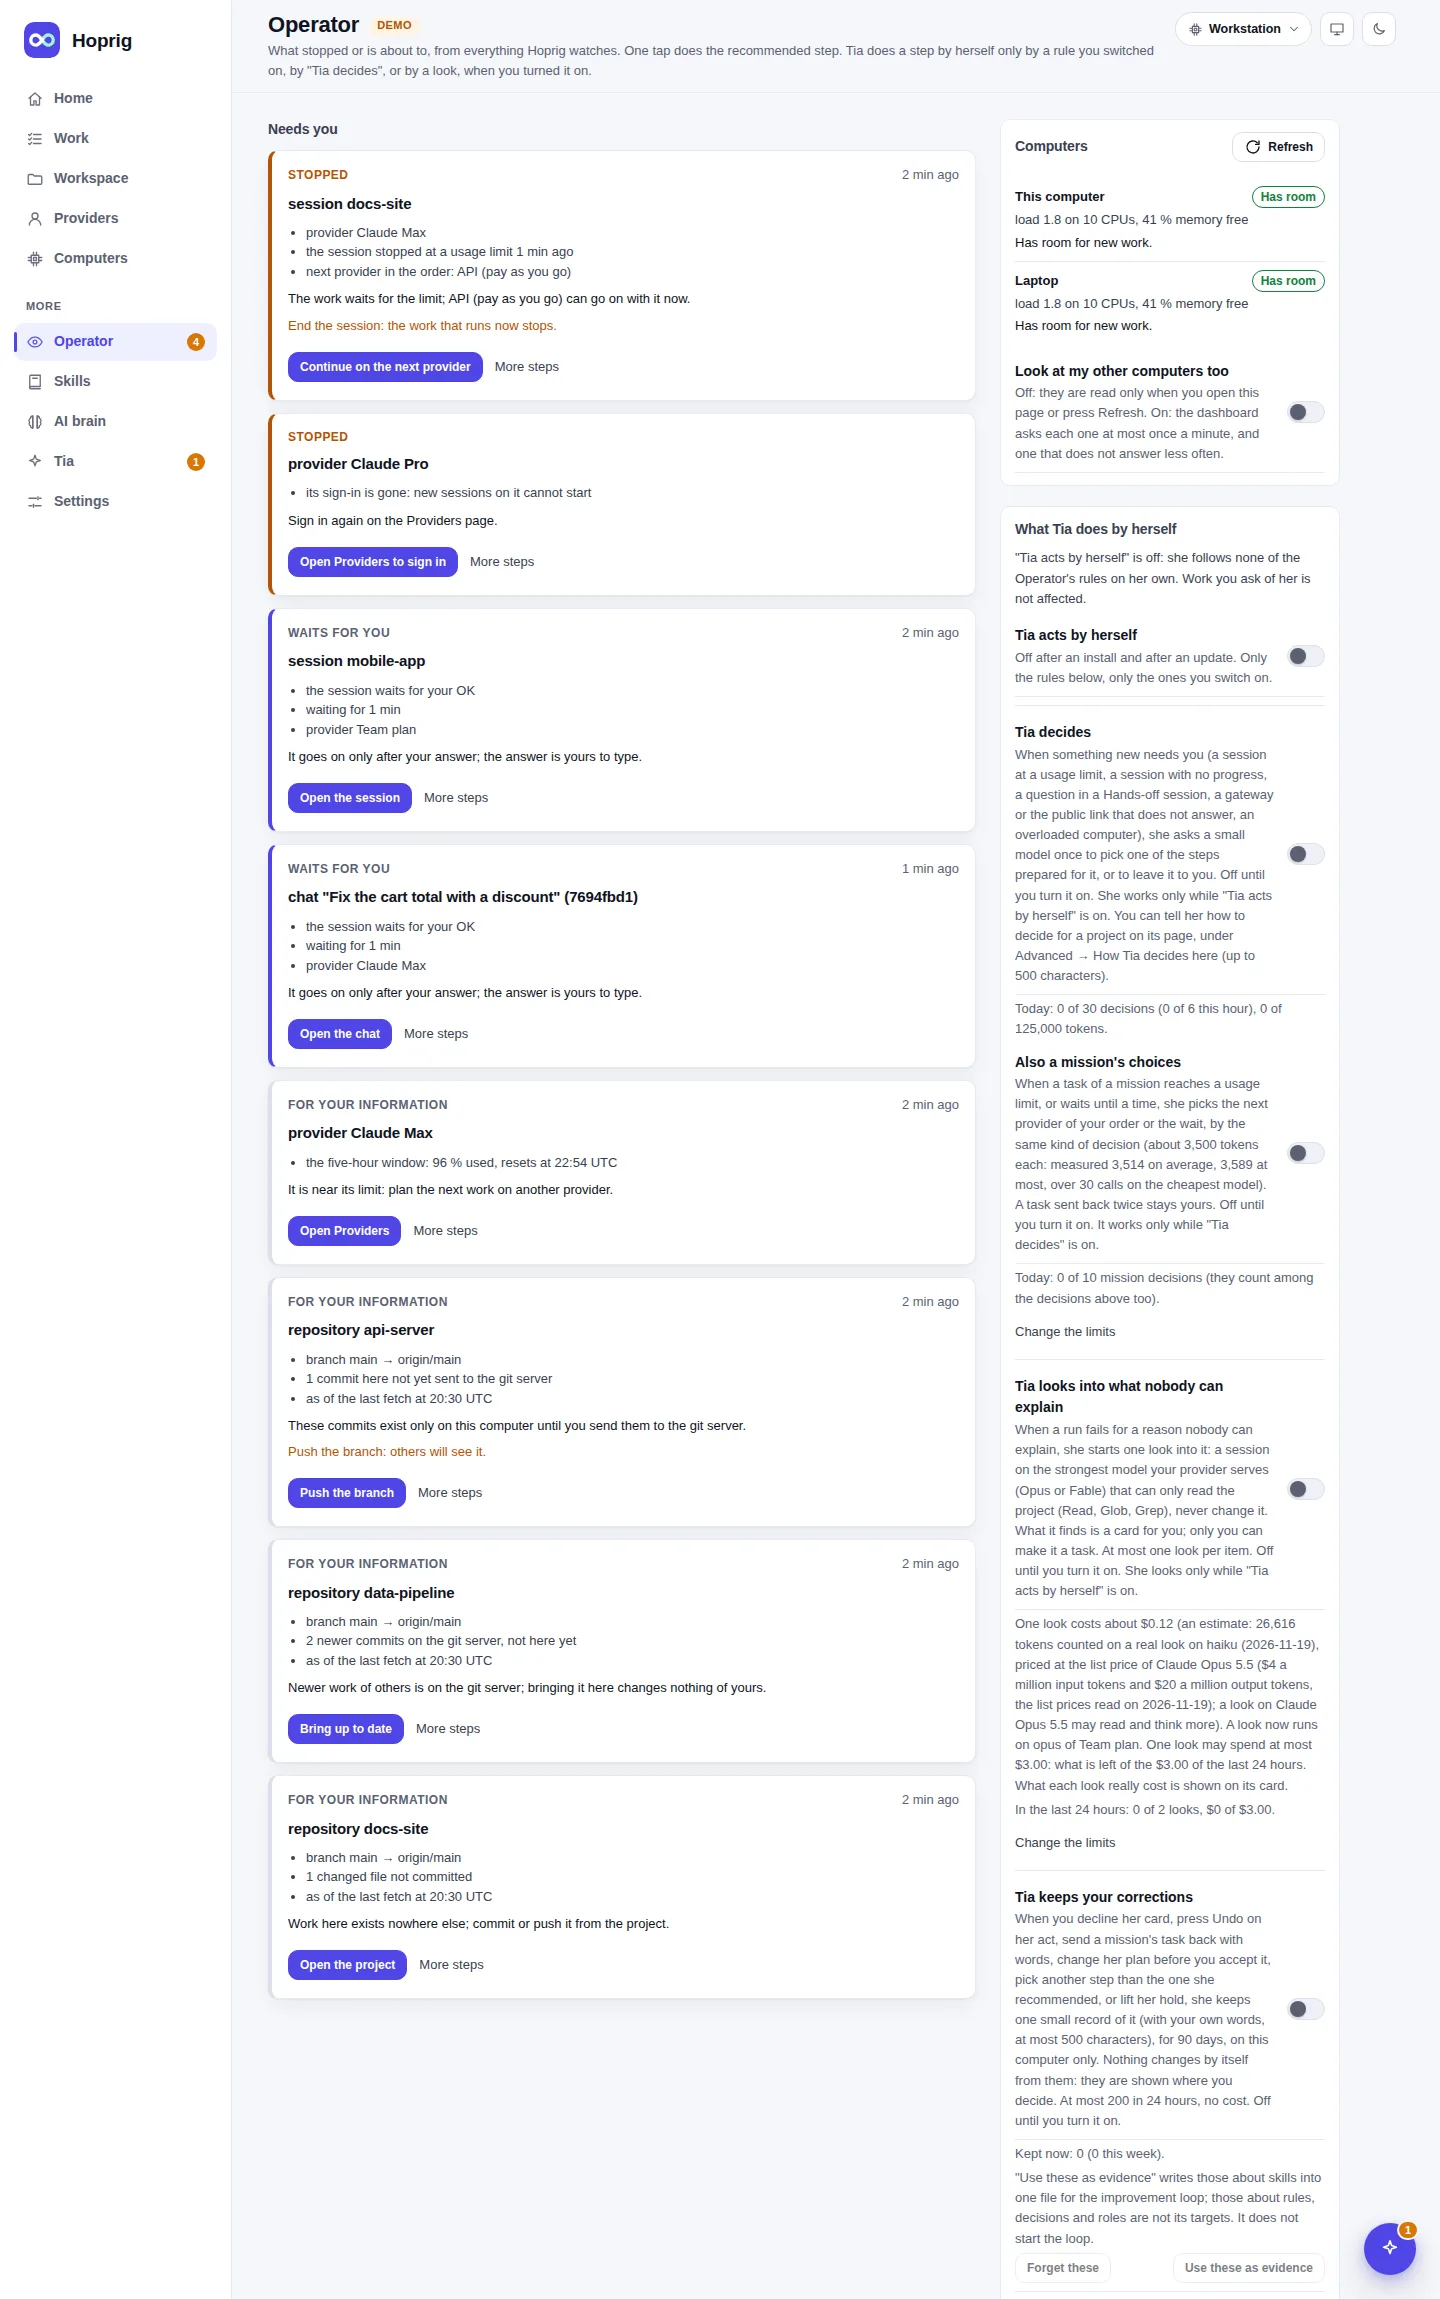 Hoprig
Home
Work
Workspace
Providers
Computers
MORE
Operator 4
Skills
AI brain
Tia 1
Settings
Operator DEMO
What stopped or is about to, from everything Hoprig watches. One tap does the recommended step. Tia does a step by herself only by a rule you switched
on, by "Tia decides", or by a look, when you turned it on.
Workstation
Needs you
STOPPED 2 min ago
session docs-site
• provider Claude Max
• the session stopped at a usage limit 1 min ago
• next provider in the order: API (pay as you go)
The work waits for the limit; API (pay as you go) can go on with it now.
End the session: the work that runs now stops.
Continue on the next provider More steps
STOPPED
provider Claude Pro
• its sign-in is gone: new sessions on it cannot start
Sign in again on the Providers page.
Open Providers to sign in More steps
WAITS FOR YOU 2 min ago
session mobile-app
• the session waits for your OK
• waiting for 1 min
• provider Team plan
It goes on only after your answer; the answer is yours to type.
Open the session More steps
WAITS FOR YOU 1 min ago
chat "Fix the cart total with a discount" (7694fbd1)
• the session waits for your OK
• waiting for 1 min
• provider Claude Max
It goes on only after your answer; the answer is yours to type.
Open the chat More steps
FOR YOUR INFORMATION 2 min ago
provider Claude Max
• the five-hour window: 96 % used, resets at 22:54 UTC
It is near its limit: plan the next work on another provider.
Open Providers More steps
FOR YOUR INFORMATION 2 min ago
repository api-server
• branch main → origin/main
• 1 commit here not yet sent to the git server
• as of the last fetch at 20:30 UTC
These commits exist only on this computer until you send them to the git server.
Push the branch: others will see it.
Push the branch More steps
FOR YOUR INFORMATION 2 min ago
repository data-pipeline
• branch main → origin/main
• 2 newer commits on the git server, not here yet
• as of the last fetch at 20:30 UTC
Newer work of others is on the git server; bringing it here changes nothing of yours.
Bring up to date More steps
FOR YOUR INFORMATION 2 min ago
repository docs-site
• branch main → origin/main
• 1 changed file not committed
• as of the last fetch at 20:30 UTC
Work here exists nowhere else; commit or push it from the project.
Open the project More steps
Computers Refresh
This computer Has room
load 1.8 on 10 CPUs, 41 % memory free
Has room for new work.
Laptop Has room
load 1.8 on 10 CPUs, 41 % memory free
Has room for new work.
Look at my other computers too
Off: they are read only when you open this
page or press Refresh. On: the dashboard
asks each one at most once a minute, and
one that does not answer less often.
What Tia does by herself
"Tia acts by herself" is off: she follows none of the
Operator's rules on her own. Work you ask of her is
not affected.
Tia acts by herself
Off after an install and after an update. Only
the rules below, only the ones you switch on.
Tia decides
When something new needs you (a session
at a usage limit, a session with no progress,
a question in a Hands-off session, a gateway
or the public link that does not answer, an
overloaded computer), she asks a small
model once to pick one of the steps
prepared for it, or to leave it to you. Off until
you turn it on. She works only while "Tia acts
by herself" is on. You can tell her how to
decide for a project on its page, under
Advanced → How Tia decides here (up to
500 characters).
Today: 0 of 30 decisions (0 of 6 this hour), 0 of
125,000 tokens.
Also a mission's choices
When a task of a mission reaches a usage
limit, or waits until a time, she picks the next
provider of your order or the wait, by the
same kind of decision (about 3,500 tokens
each: measured 3,514 on average, 3,589 at
most, over 30 calls on the cheapest model).
A task sent back twice stays yours. Off until
you turn it on. It works only while "Tia
decides" is on.
Today: 0 of 10 mission decisions (they count among
the decisions above too).
Change the limits
Tia looks into what nobody can
explain
When a run fails for a reason nobody can
explain, she starts one look into it: a session
on the strongest model your provider serves
(Opus or Fable) that can only read the
project (Read, Glob, Grep), never change it.
What it finds is a card for you; only you can
make it a task. At most one look per item. Off
until you turn it on. She looks only while "Tia
acts by herself" is on.
One look costs about $0.12 (an estimate: 26,616
tokens counted on a real look on haiku (2026-11-19),
priced at the list price of Claude Opus 5.5 ($4 a
million input tokens and $20 a million output tokens,
the list prices read on 2026-11-19); a look on Claude
Opus 5.5 may read and think more). A look now runs
on opus of Team plan. One look may spend at most
$3.00: what is left of the $3.00 of the last 24 hours.
What each look really cost is shown on its card.
In the last 24 hours: 0 of 2 looks, $0 of $3.00.
Change the limits
Tia keeps your corrections
When you decline her card, press Undo on
her act, send a mission's task back with
words, change her plan before you accept it,
pick another step than the one she
recommended, or lift her hold, she keeps
one small record of it (with your own words,
at most 500 characters), for 90 days, on this
computer only. Nothing changes by itself
from them: they are shown where you
decide. At most 200 in 24 hours, no cost. Off
until you turn it on.
Kept now: 0 (0 this week).
"Use these as evidence" writes those about skills into
one file for the improvement loop; those about rules,
decisions and roles are not its targets. It does not
start the loop.
Forget these Use these as evidence
1